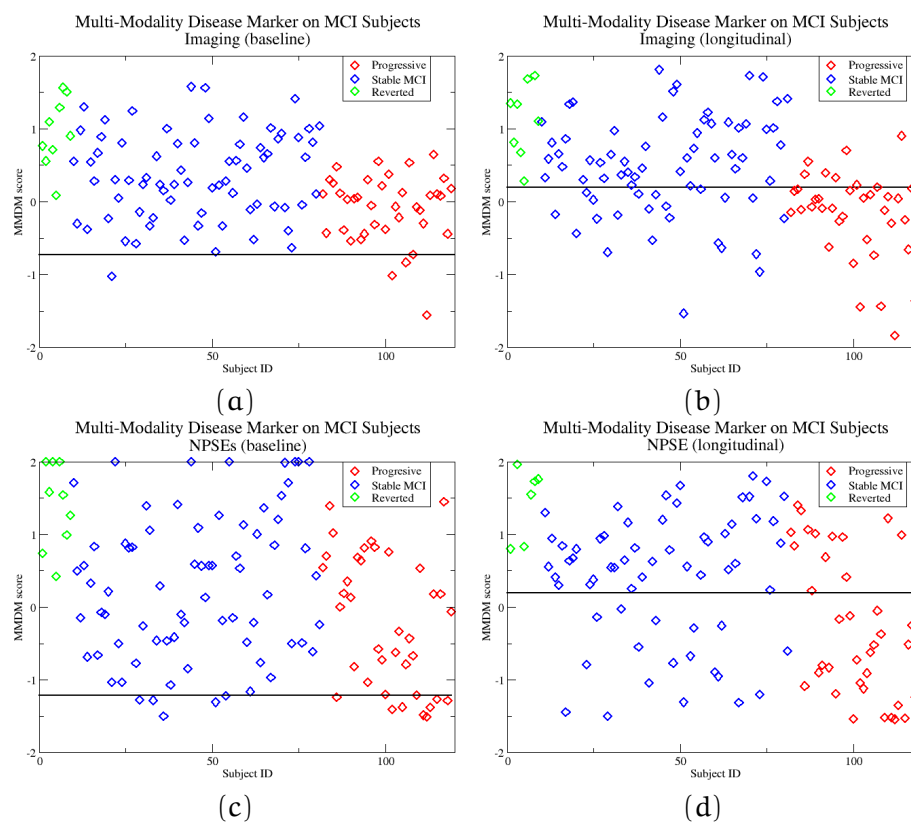 Multi-Modality Disease Marker on MCI Subjects
Imaging (baseline)
MMDM score
2
1
0
-1
-2
0
50
100
Subject ID
Progressive
Stable MCI
Reverted
(a)
Multi-Modality Disease Marker on MCI Subjects
Imaging (longitudinal)
MMDM score
2
1
0
-1
-2
0
50
100
Subject ID
Progressive
Stable MCI
Reverted
(b)
Multi-Modality Disease Marker on MCI Subjects
NPSEs (baseline)
MMDM score
2
1
0
-1
-2
0
50
100
Subject ID
Progresive
Stable MCI
Reverted
(c)
Multi-Modality Disease Marker on MCI Subjects
NPSE (longitudinal)
MMDM score
2
1
0
-1
-2
0
50
100
Subject ID
Progressive
Stable MCI
Reverted
(d)